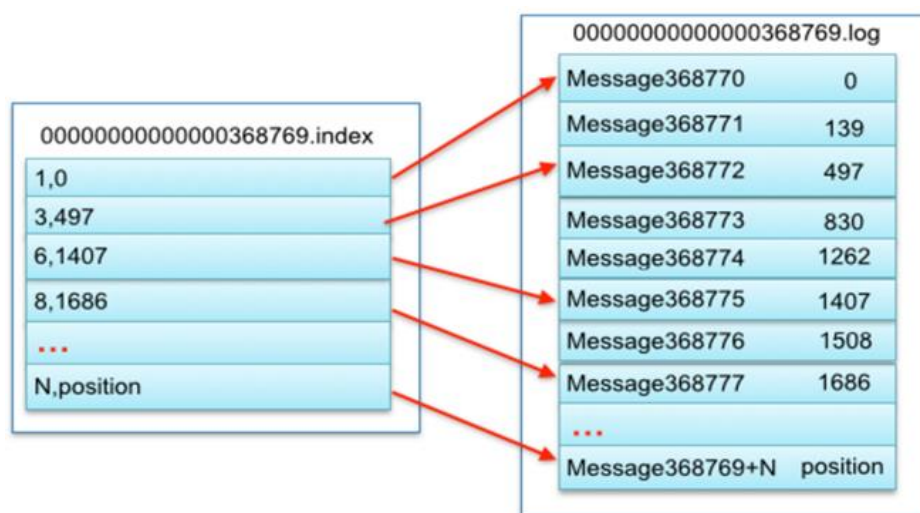 00000000000000368769.index
1,0
3,497
6,1407
8,1686
...
N,position
00000000000000368769.log
Message368770 0
Message368771 139
Message368772 497
Message368773 830
Message368774 1262
Message368775 1407
Message368776 1508
Message368777 1686
...
Message368769+N position